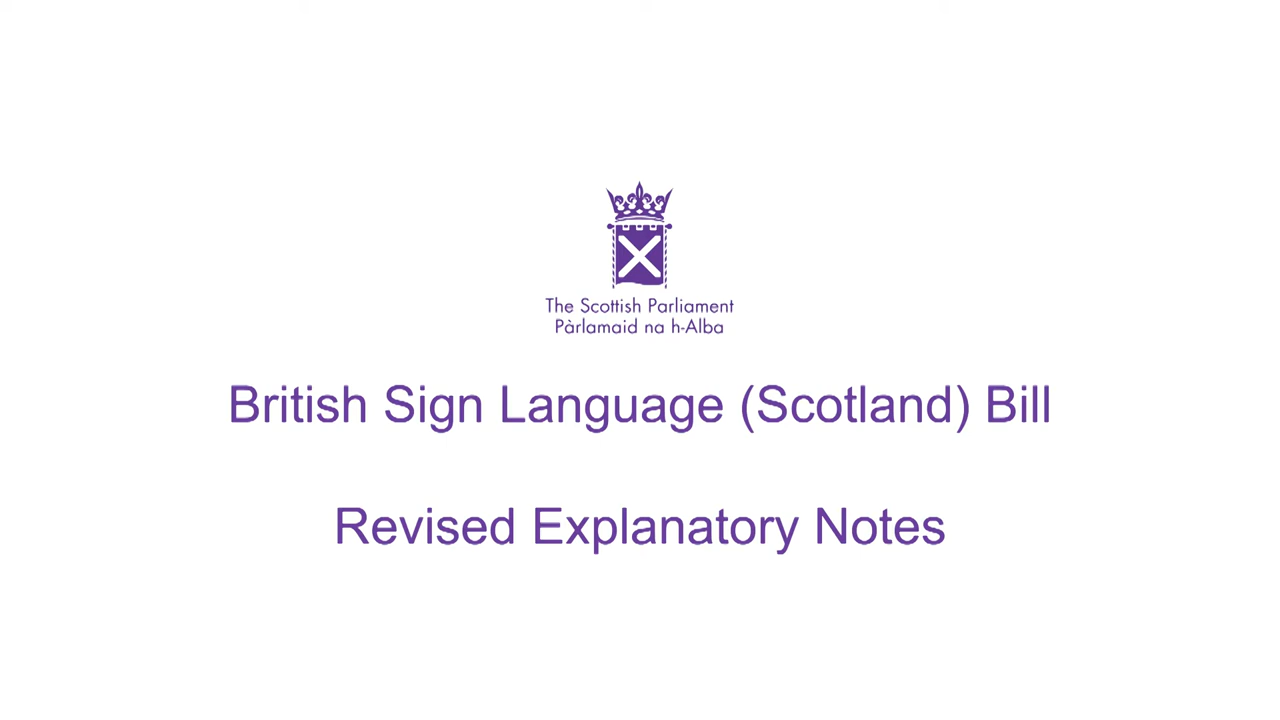 The Scottish Parliament
Pàrlamaid na h-Alba
British Sign Language (Scotland) Bill
Revised Explanatory Notes